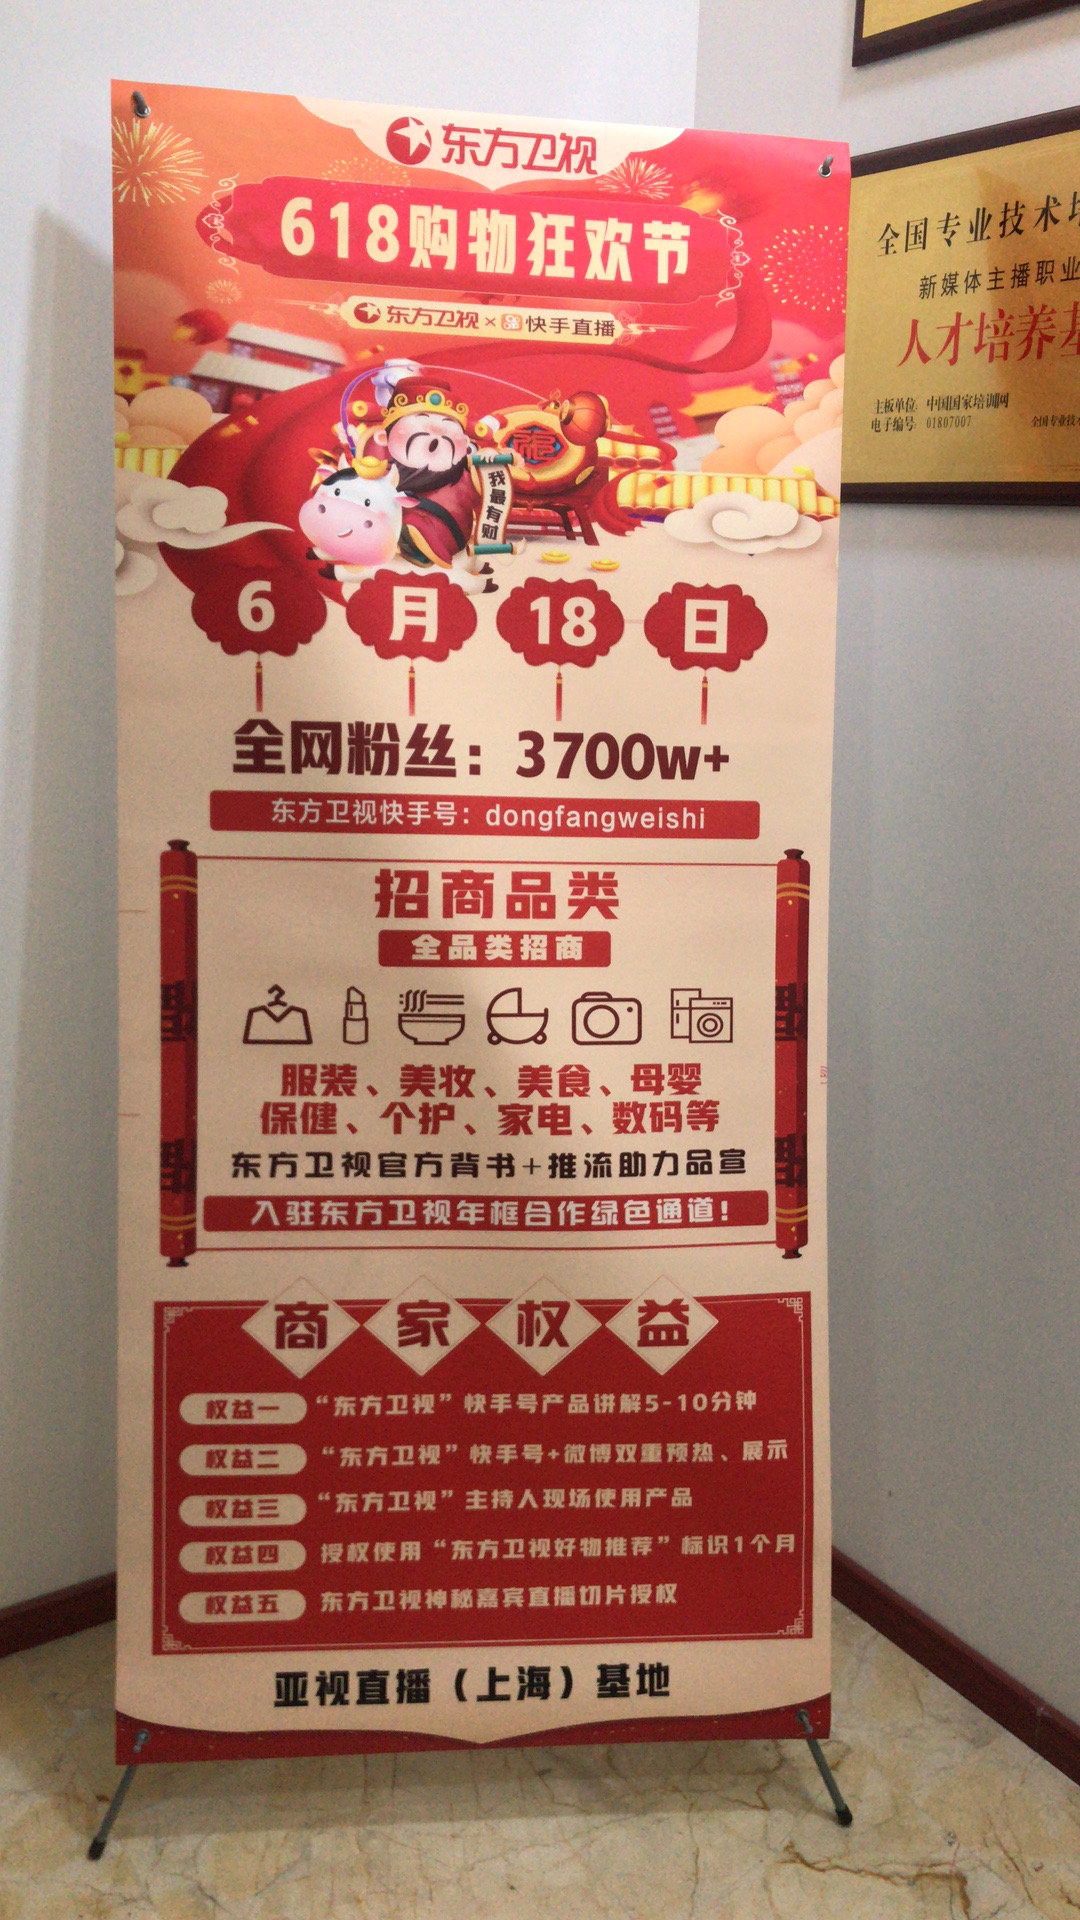 东方卫视
618购物狂欢节
东方卫视×快手直播
我最有财
6月18日
全网粉丝：3700w+
东方卫视快手号：dongfangweishi
招商品类
全品类招商
服装、美妆、美食、母婴
保健、个护、家电、数码等
东方卫视官方背书+推流助力品宣
入驻东方卫视年框合作绿色通道！
商家权益
权益一 “东方卫视”快手号产品讲解5-10分钟
权益二 “东方卫视”快手号+微博双重预热、展示
权益三 “东方卫视”主持人现场使用产品
权益四 授权使用“东方卫视好物推荐”标识1个月
权益五 东方卫视神秘嘉宾直播切片授权
亚视直播（上海）基地
全国专业技术
新媒体主播职业
人才培养
主板单位：中国国家培训网
电子编号：01807007
全国专业技